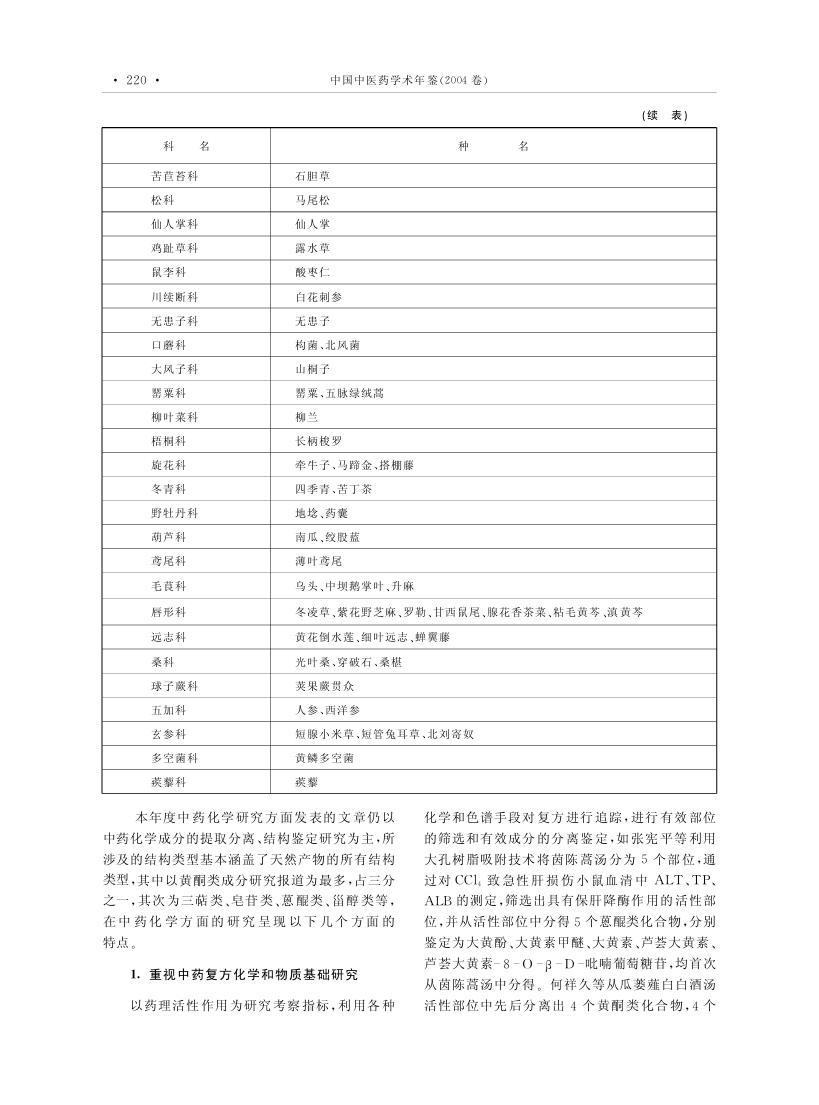 · 220 · 中国中医药学术年鉴(2004 卷)
(续 表)
科 名 种 名
苦苣苔科 石胆草
松科 马尾松
仙人掌科 仙人掌
鸡趾草科 露水草
鼠李科 酸枣仁
川续断科 白花刺参
无患子科 无患子
口蘑科 构菌、北风菌
大风子科 山桐子
罂粟科 罂粟、五脉绿绒蒿
柳叶菜科 柳兰
梧桐科 长柄梭罗
旋花科 牵牛子、马蹄金、搭棚藤
冬青科 四季青、苦丁茶
野牡丹科 地埝、药囊
葫芦科 南瓜、绞股蓝
鸢尾科 薄叶鸢尾
毛茛科 乌头、中坝鹅掌叶、升麻
唇形科 冬凌草、紫花野芝麻、罗勒、甘西鼠尾、腺花香茶菜、粘毛黄芩、滇黄芩
远志科 黄花倒水莲、细叶远志、蝉翼藤
桑科 光叶桑、穿破石、桑椹
球子蕨科 荚果蕨贯众
五加科 人参、西洋参
玄参科 短腺小米草、短管兔耳草、北刘寄奴
多空菌科 黄鳞多空菌
蒺藜科 蒺藜
本年度中药化学研究方面发表的文章仍以
中药化学成分的提取分离、结构鉴定研究为主,所
涉及的结构类型基本涵盖了天然产物的所有结构
类型,其中以黄酮类成分研究报道为最多,占三分
之一,其次为三萜类、皂苷类、蒽醌类、甾醇类等,
在中药化学方面的研究呈现以下几个方面的
特点。
1. 重视中药复方化学和物质基础研究
以药理活性作用为研究考察指标,利用各种
化学和色谱手段对复方进行追踪,进行有效部位
的筛选和有效成分的分离鉴定,如张宪平等利用
大孔树脂吸附技术将茵陈蒿汤分为 5 个部位,通
过对 CCl₄ 致急性肝损伤小鼠血清中 ALT、TP、
ALB 的测定,筛选出具有保肝降酶作用的活性部
位,并从活性部位中分得 5 个蒽醌类化合物,分别
鉴定为大黄酚、大黄素甲醚、大黄素、芦荟大黄素、
芦荟大黄素-8-O-β-D-吡喃葡萄糖苷,均首次
从茵陈蒿汤中分得。何祥久等从瓜蒌薤白白酒汤
活性部位中先后分离出 4 个黄酮类化合物,4 个